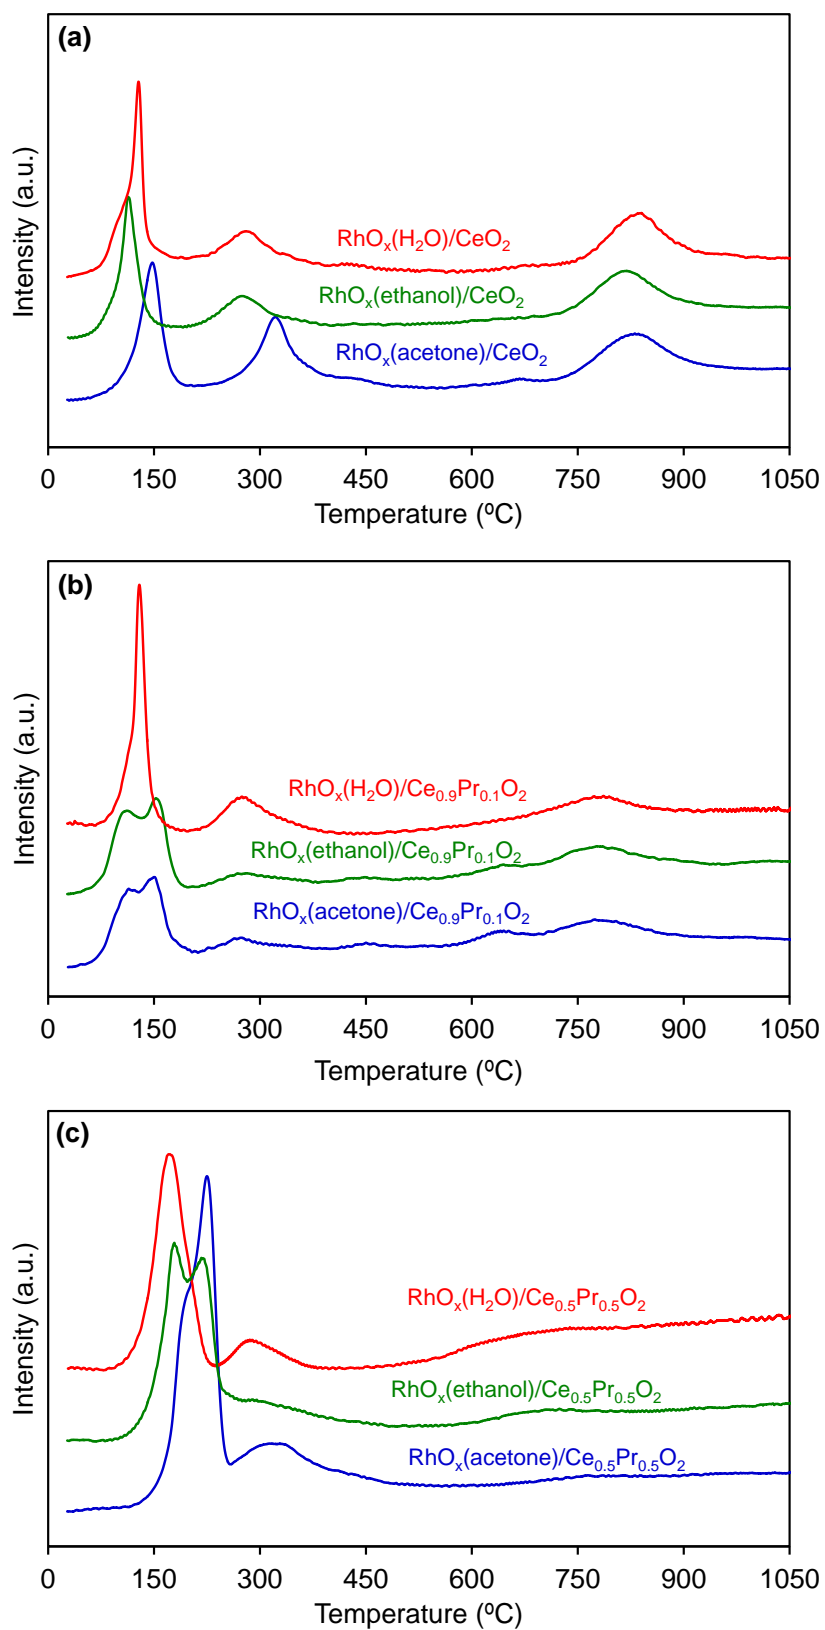 (a)
Intensity (a.u.)
RhOx(H2O)/CeO2
RhOx(ethanol)/CeO2
RhOx(acetone)/CeO2
0 150 300 450 600 750 900 1050
Temperature (ºC)
(b)
Intensity (a.u.)
RhOx(H2O)/Ce0.9Pr0.1O2
RhOx(ethanol)/Ce0.9Pr0.1O2
RhOx(acetone)/Ce0.9Pr0.1O2
0 150 300 450 600 750 900 1050
Temperature (ºC)
(c)
Intensity (a.u.)
RhOx(H2O)/Ce0.5Pr0.5O2
RhOx(ethanol)/Ce0.5Pr0.5O2
RhOx(acetone)/Ce0.5Pr0.5O2
0 150 300 450 600 750 900 1050
Temperature (ºC)